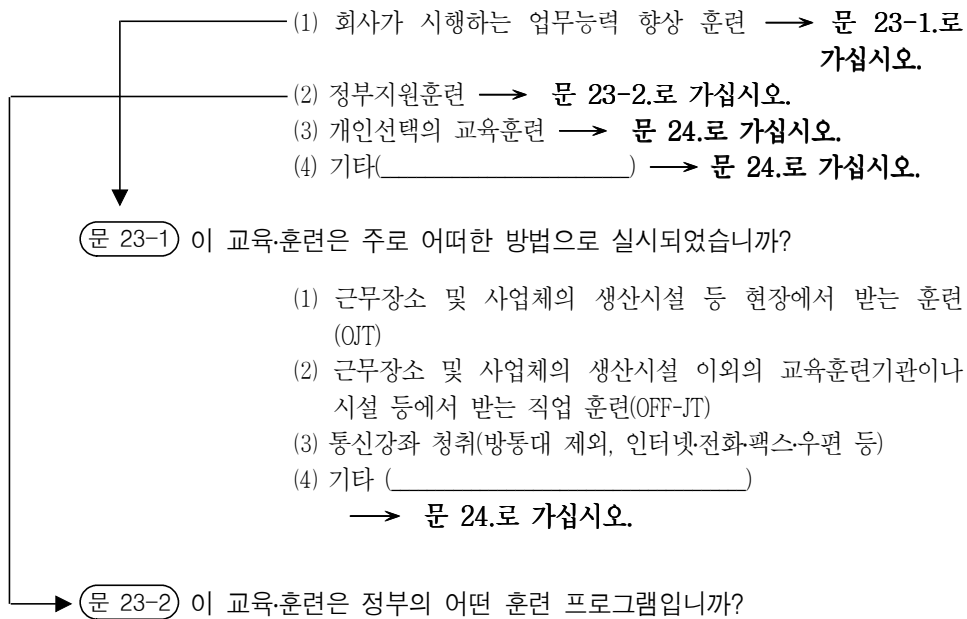 (1) 회사가 시행하는 업무능력 향상 훈련 ⟶ 문 23-1.로
가십시오.
(2) 정부지원훈련 ⟶ 문 23-2.로 가십시오.
(3) 개인선택의 교육훈련 ⟶ 문 24.로 가십시오.
(4) 기타(______________________) ⟶ 문 24.로 가십시오.
문 23-1) 이 교육·훈련은 주로 어떠한 방법으로 실시되었습니까?
(1) 근무장소 및 사업체의 생산시설 등 현장에서 받는 훈련
(OJT)
(2) 근무장소 및 사업체의 생산시설 이외의 교육훈련기관이나
시설 등에서 받는 직업 훈련(OFF-JT)
(3) 통신강좌 청취(방통대 제외, 인터넷·전화·팩스·우편 등)
(4) 기타 (________________________________)
⟶ 문 24.로 가십시오.
문 23-2) 이 교육·훈련은 정부의 어떤 훈련 프로그램입니까?